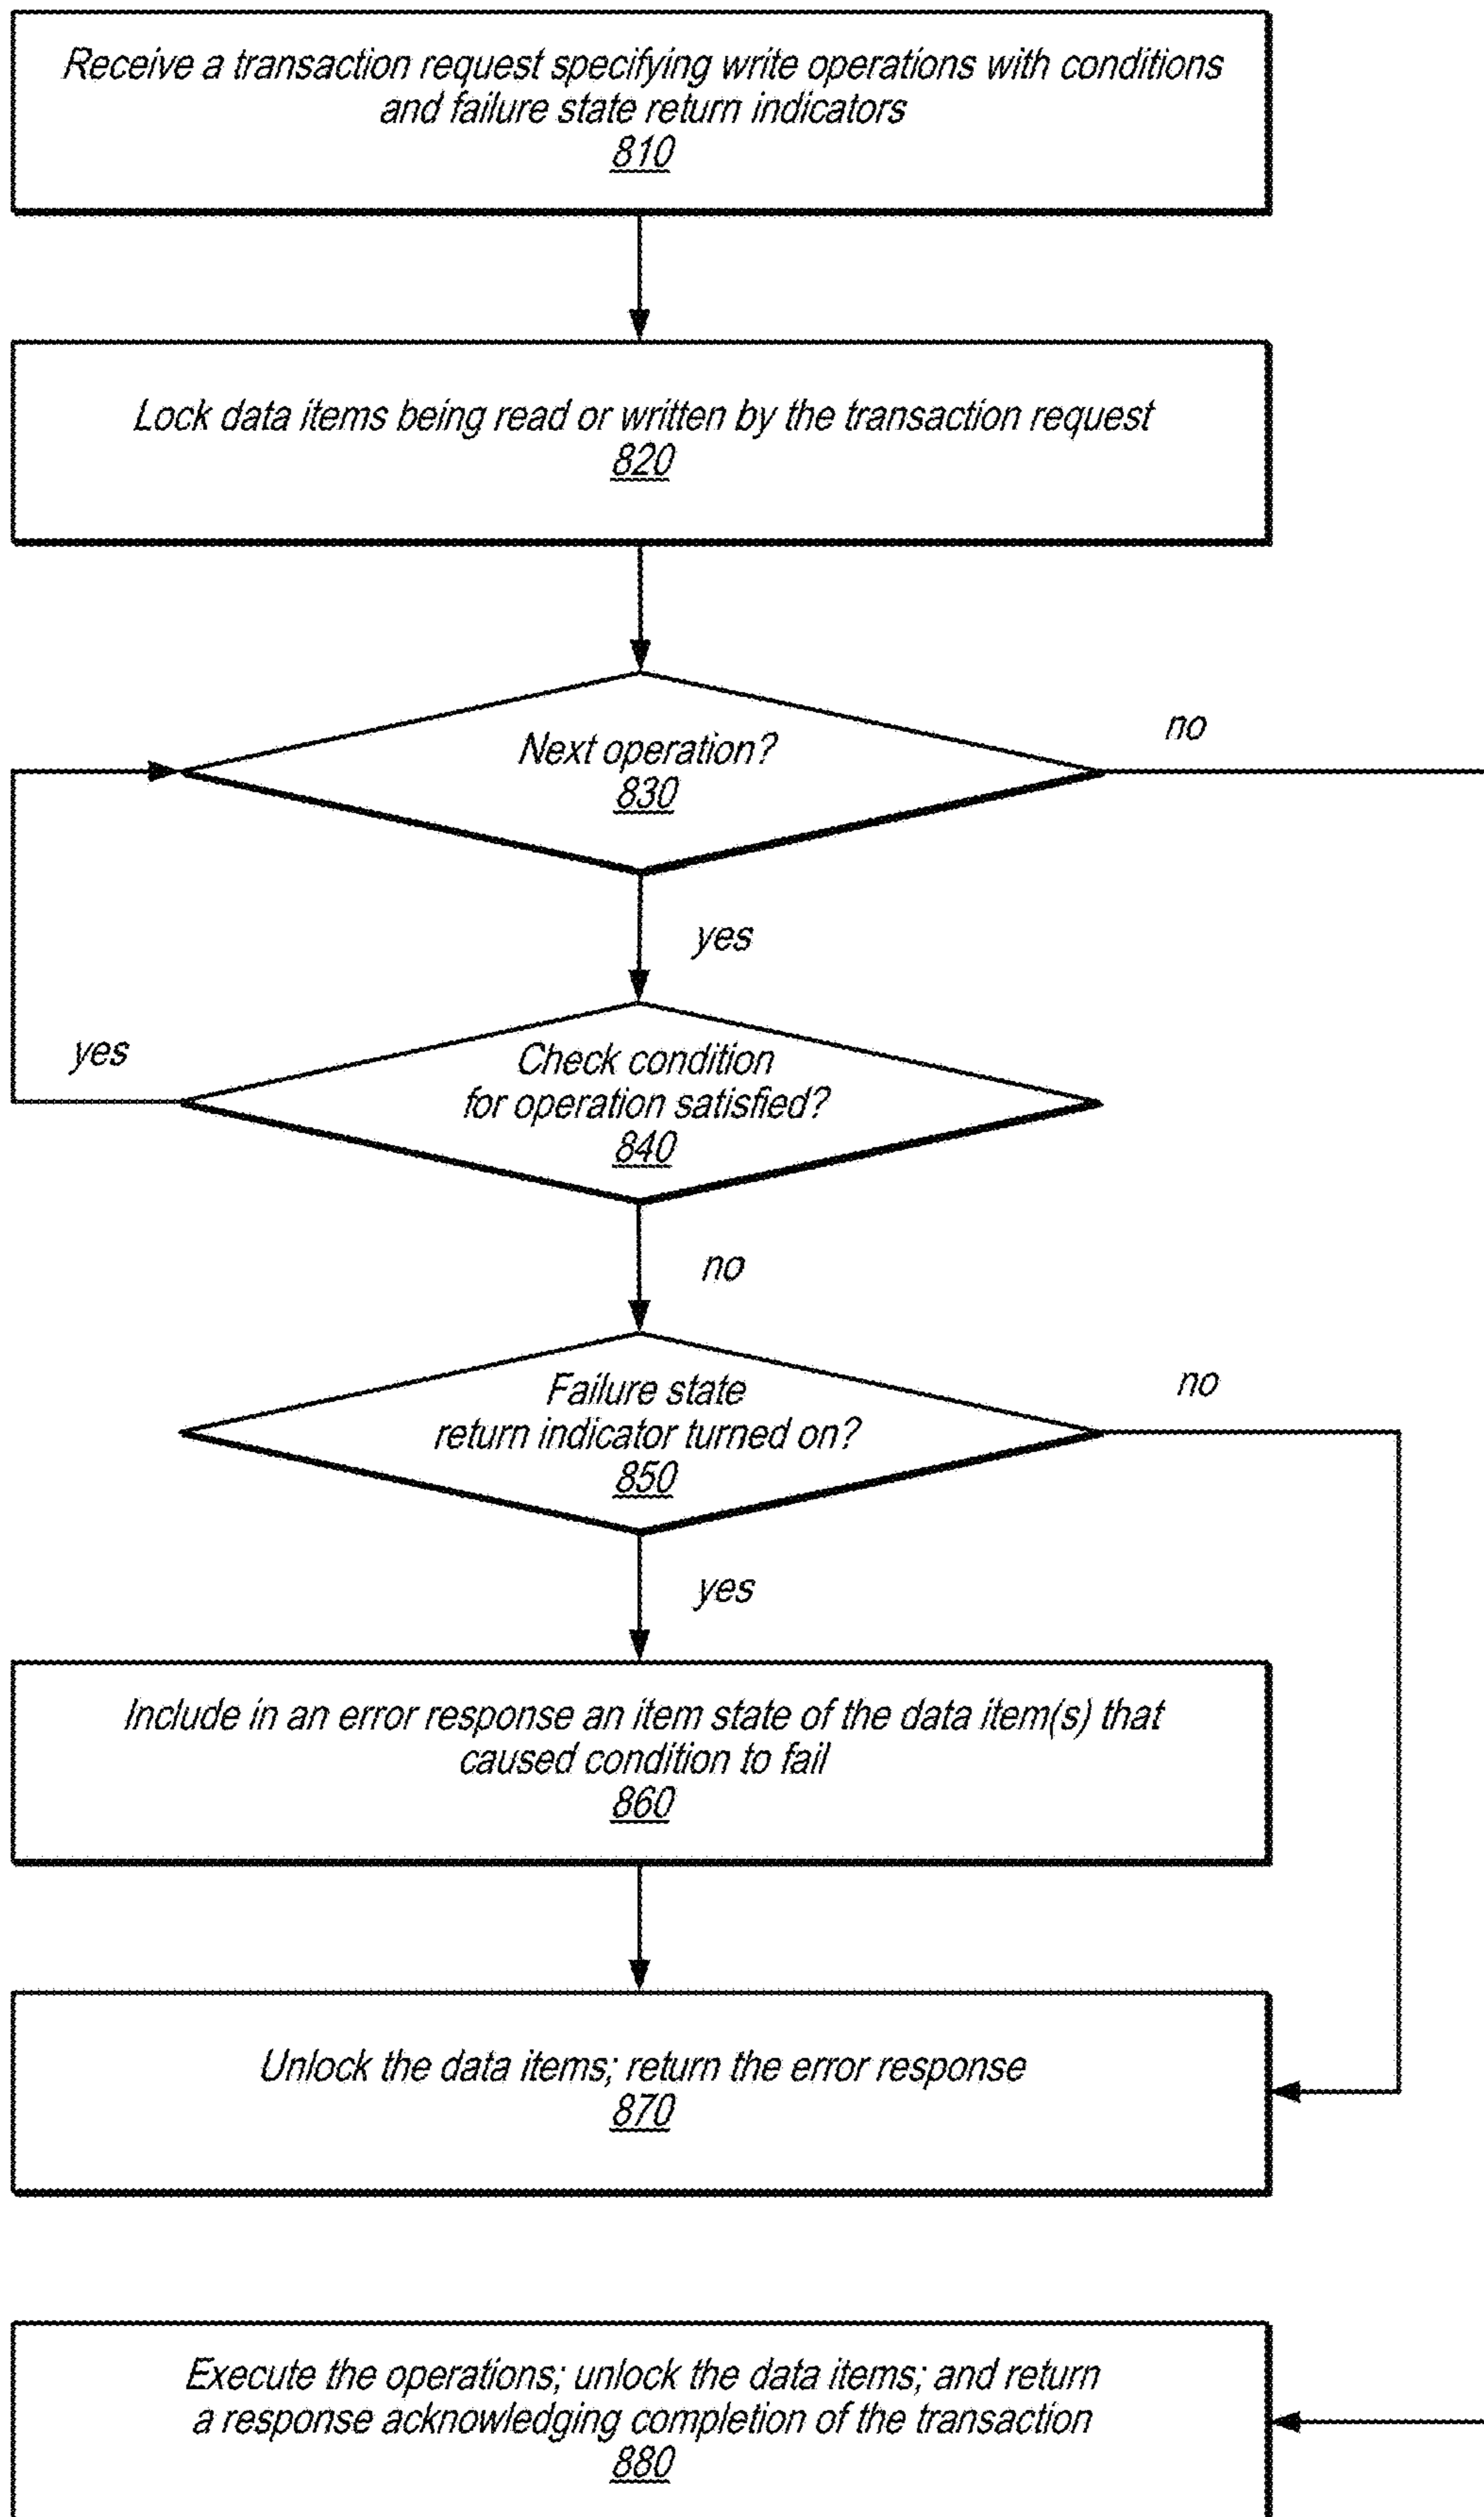 Receive a transaction request specifying write operations with conditions
and failure state return indicators
810
Lock data items being read or written by the transaction request
820
no
Next operation?
830
yes
yes
Check condition
for operation satisfied?
840
no
no
Failure state
return indicator turned on?
850
yes
Include in an error response an item state of the data item(s) that
caused condition to fail
860
Unlock the data items; return the error response
870
Execute the operations; unlock the data items; and return
a response acknowledging completion of the transaction
880